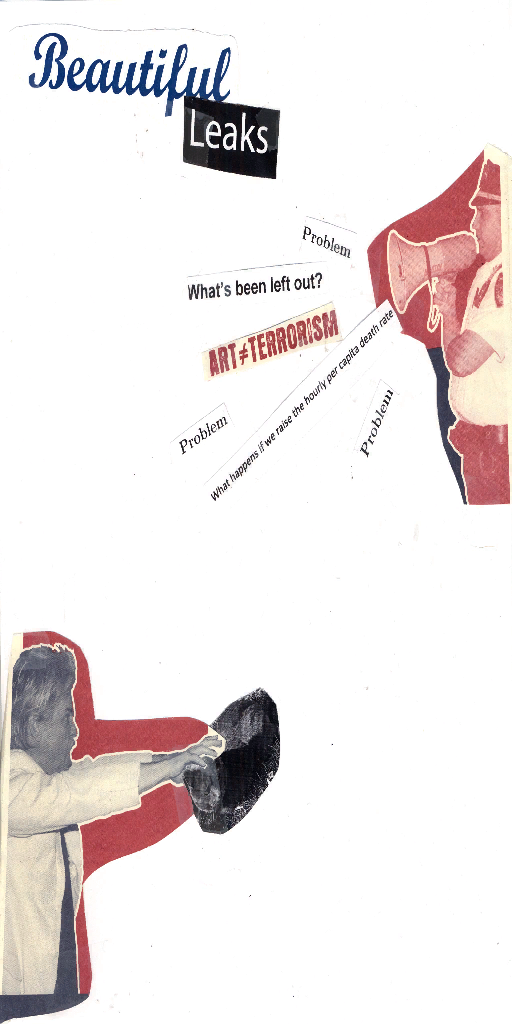 Beautiful
Leaks
Problem
What's been left out?
ART≠TERRORISM
What happens if we raise the hourly per capita death rate
Problem
Problem